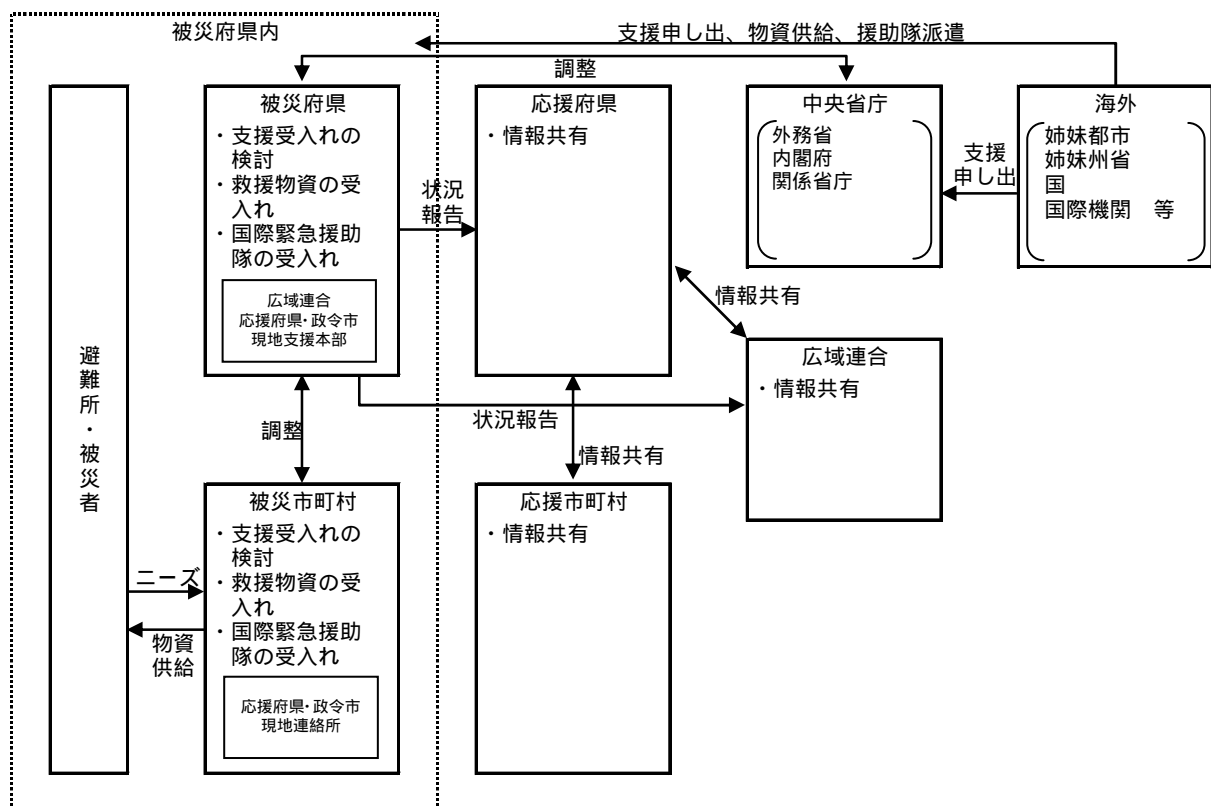 被災府県内
支援申し出、物資供給、援助隊派遣
調整
避難所・被災者
被災府県
・支援受入れの
検討
・救援物資の受
入れ
・国際緊急援助
隊の受入れ
広域連合
応援府県・政令市
現地支援本部
状況
報告
応援府県
・情報共有
中央省庁
外務省
内閣府
関係省庁
支援
申し出
海外
姉妹都市
姉妹州省
国
国際機関　等
情報共有
広域連合
・情報共有
状況報告
調整
情報共有
被災市町村
・支援受入れの
検討
・救援物資の受
入れ
・国際緊急援助
隊の受入れ
応援府県・政令市
現地連絡所
ニーズ
物資
供給
応援市町村
・情報共有